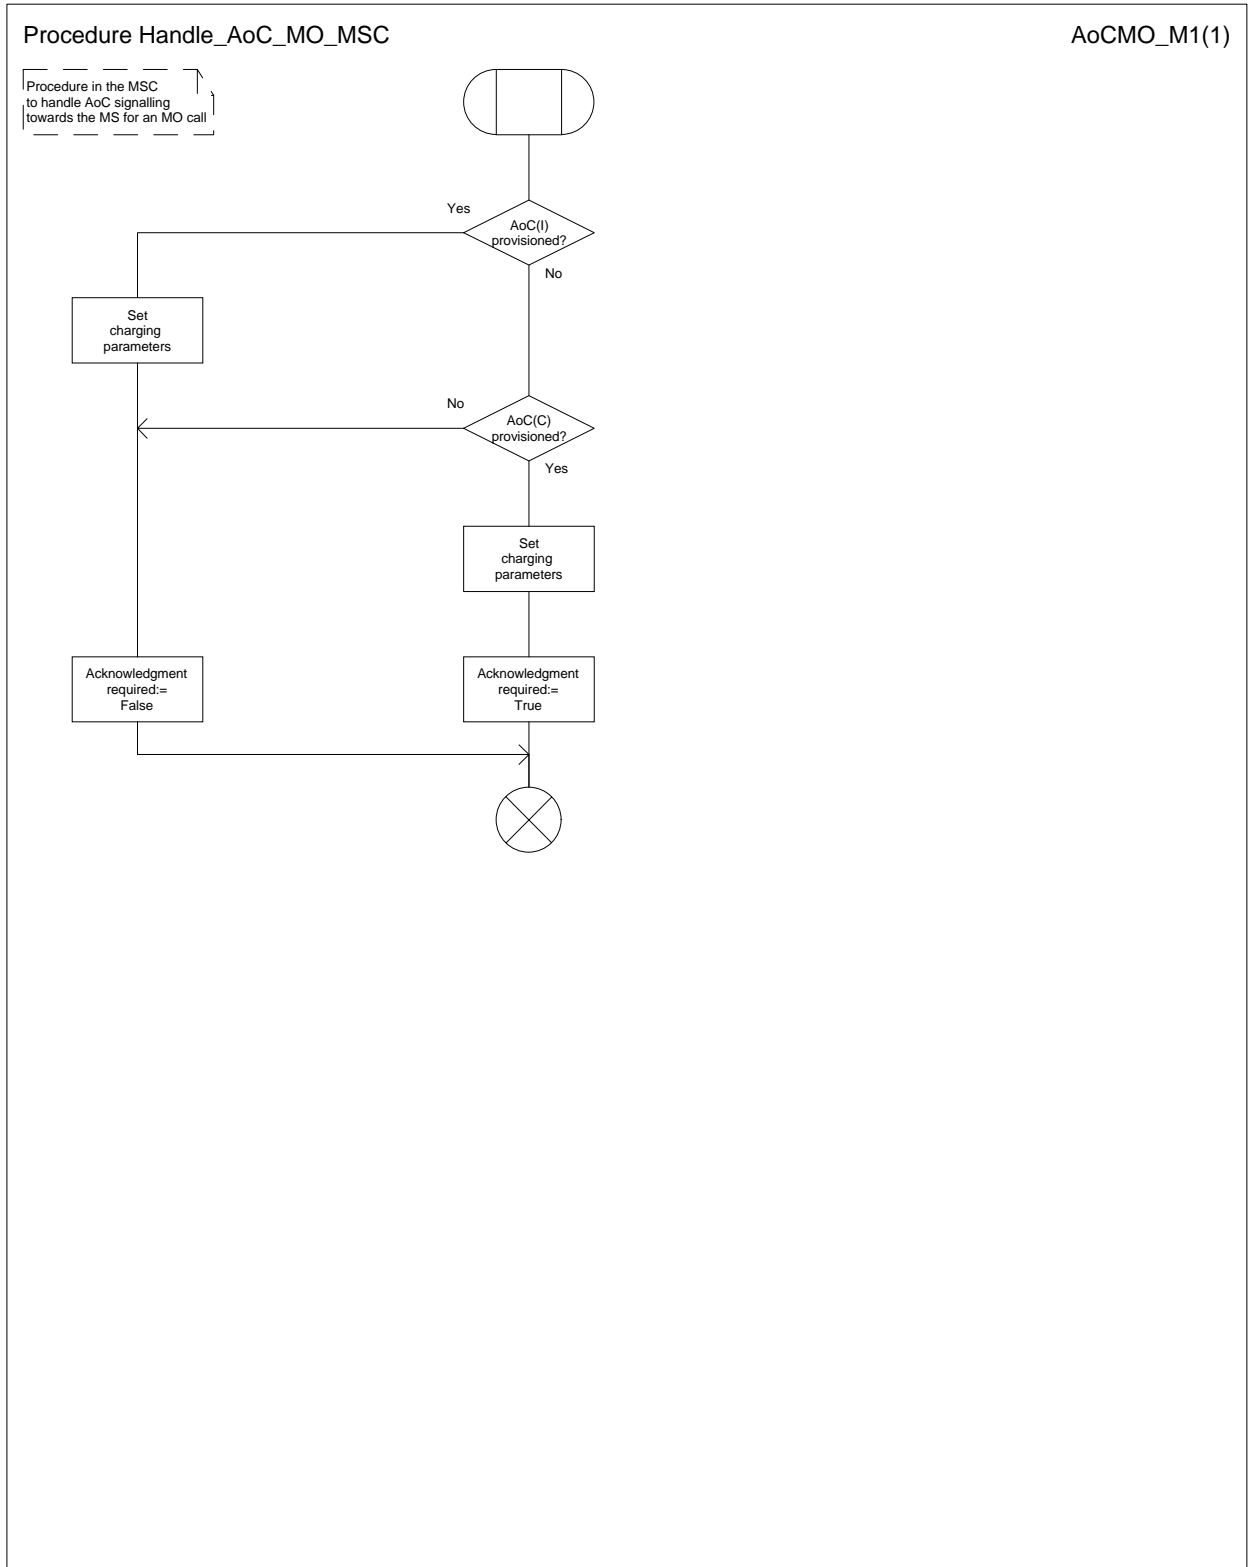 Procedure Handle_AoC_MO_MSC
AoCMO_M1(1)
Procedure in the MSC
to handle AoC signalling
towards the MS for an MO call
Yes
AoC(I)
provisioned?
No
Set
charging
parameters
No
AoC(C)
provisioned?
Yes
Set
charging
parameters
Acknowledgment
required:=
False
Acknowledgment
required:=
True